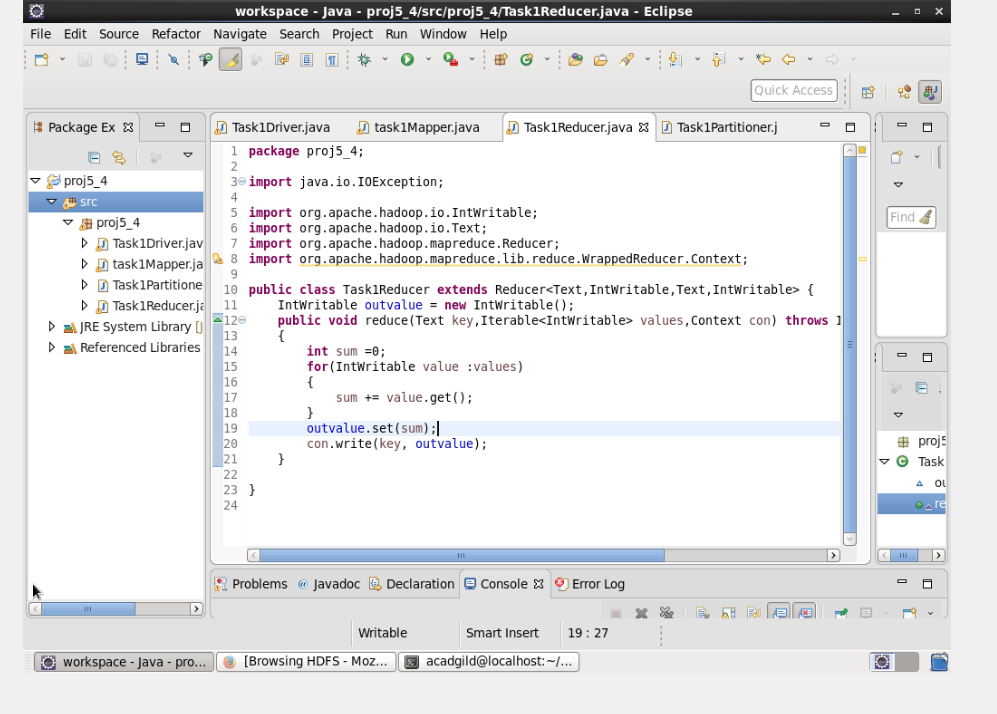 workspace - Java - proj5_4/src/proj5_4/Task1Reducer.java - Eclipse
File Edit Source Refactor Navigate Search Project Run Window Help
Quick Access
Package Ex
Task1Driver.java task1Mapper.java Task1Reducer.java Task1Partitioner.j
proj5_4
src
proj5_4
Task1Driver.jav
task1Mapper.ja
Task1Partitione
Task1Reducer.ja
JRE System Library [J
Referenced Libraries
1 package proj5_4;
2
3 import java.io.IOException;
4
5 import org.apache.hadoop.io.IntWritable;
6 import org.apache.hadoop.io.Text;
7 import org.apache.hadoop.mapreduce.Reducer;
8 import org.apache.hadoop.mapreduce.lib.reduce.WrappedReducer.Context;
9
10 public class Task1Reducer extends Reducer<Text,IntWritable,Text,IntWritable> {
11 IntWritable outvalue = new IntWritable();
12 public void reduce(Text key,Iterable<IntWritable> values,Context con) throws I
13 {
14 int sum =0;
15 for(IntWritable value :values)
16 {
17 sum += value.get();
18 }
19 outvalue.set(sum);
20 con.write(key, outvalue);
21 }
22
23 }
24
Find
proj5
Task
ou
re
Problems Javadoc Declaration Console Error Log
Writable Smart Insert 19 : 27
workspace - Java - pro... [Browsing HDFS - Moz... acadgild@localhost:~/...